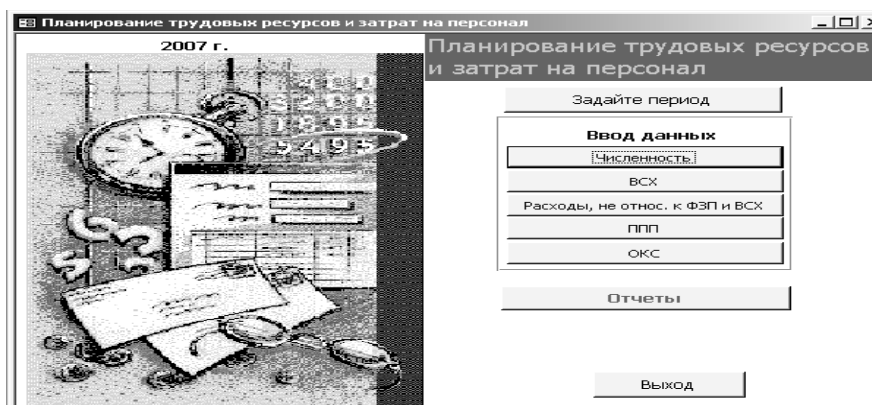 Планирование трудовых ресурсов и затрат на персонал
2007 г.
Планирование трудовых ресурсов
и затрат на персонал
Задайте период
Ввод данных
Численность
ВСХ
Расходы, не относ. к ФЗП и ВСХ
ППП
ОКС
Отчеты
Выход